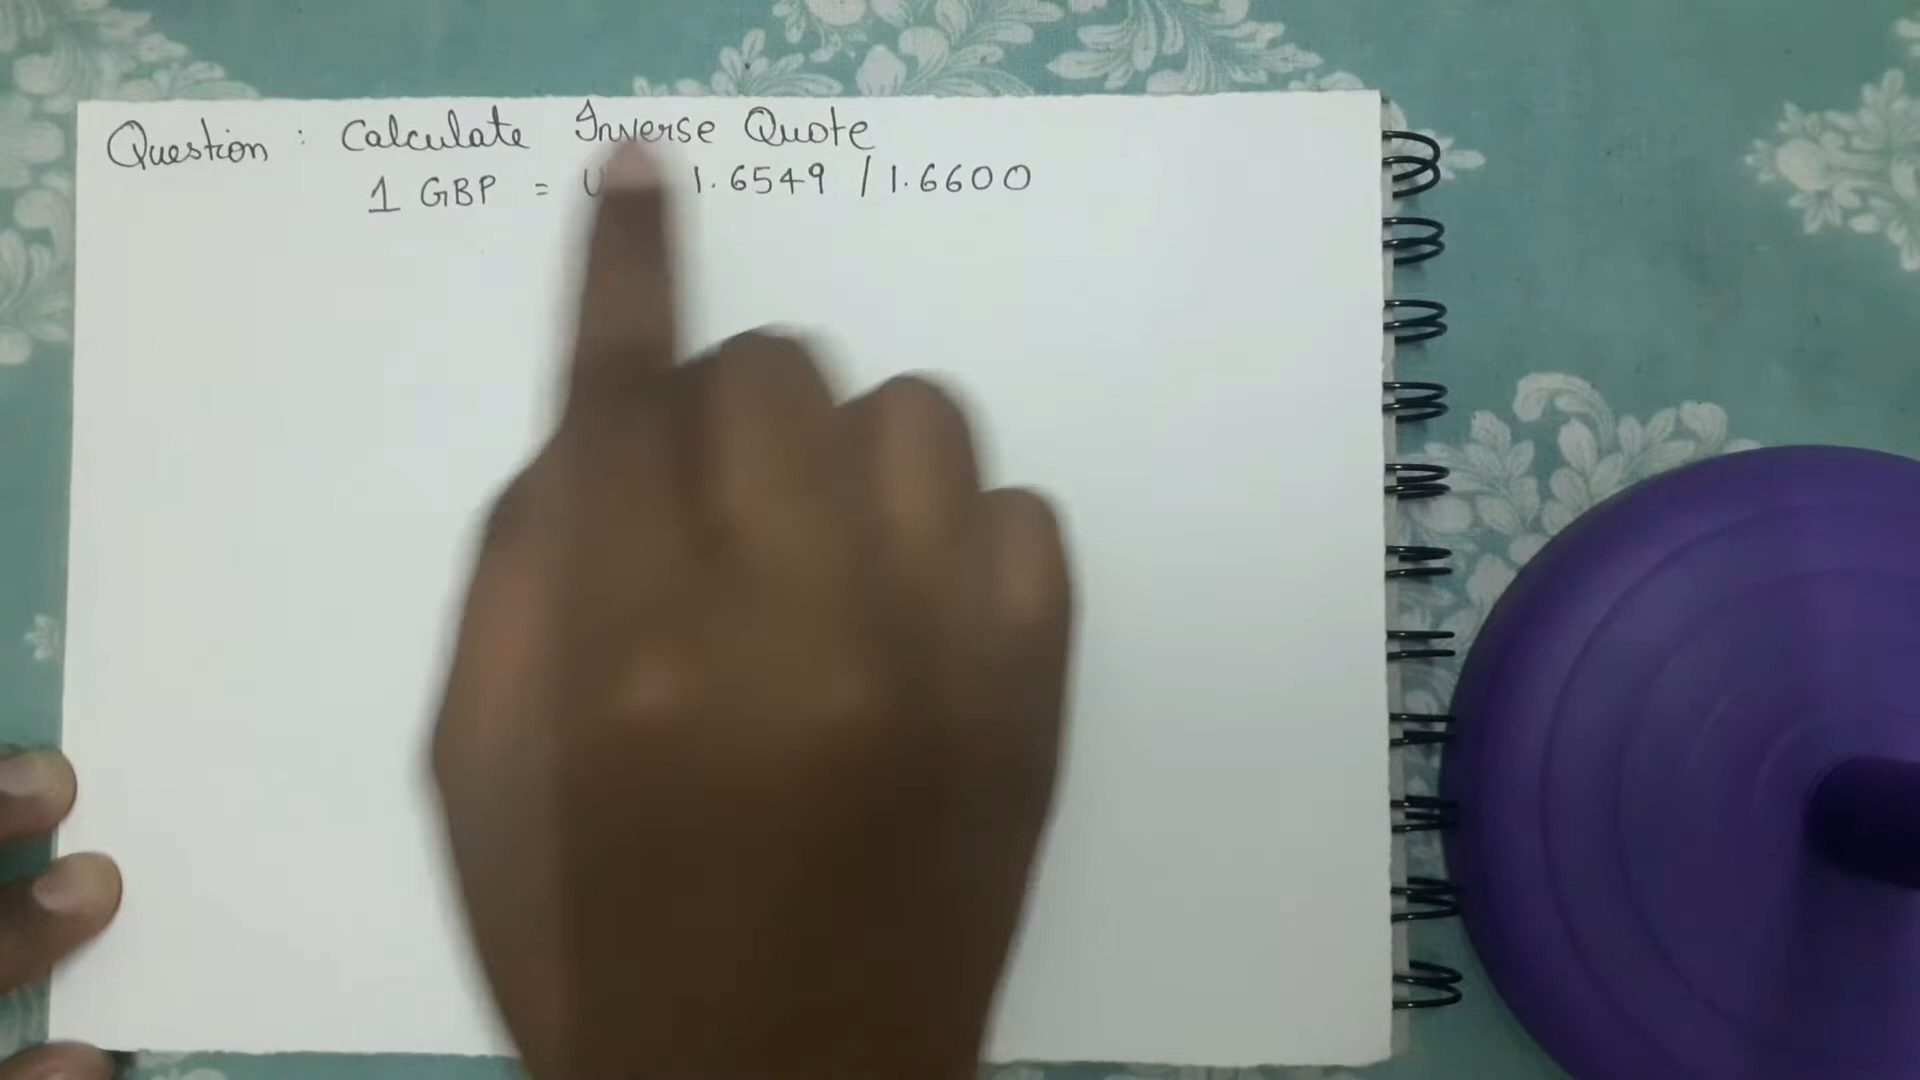 Question : Calculate Inverse Quote
1 GBP = 1.6549 / 1.6600